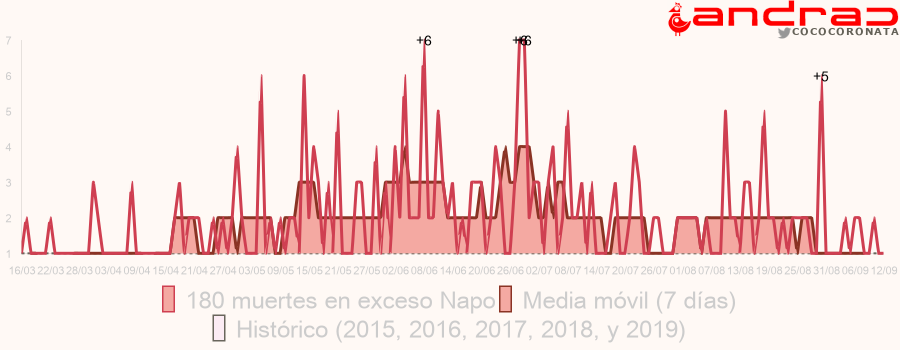 andrac
COCOCORONATA
+6
+6
+6
+5
7
6
5
4
3
2
1
16/03 22/03 28/03 03/04 09/04 15/04 21/04 27/04 03/05 09/05 15/06 21/05 27/05 02/06 08/06 14/06 20/06 26/06 02/07 08/07 14/07 20/07 26/07 01/08 07/08 13/08 19/08 25/08 31/08 06/09 12/09
180 muertes en exceso Napo
Media móvil (7 días)
Histórico (2015, 2016, 2017, 2018, y 2019)